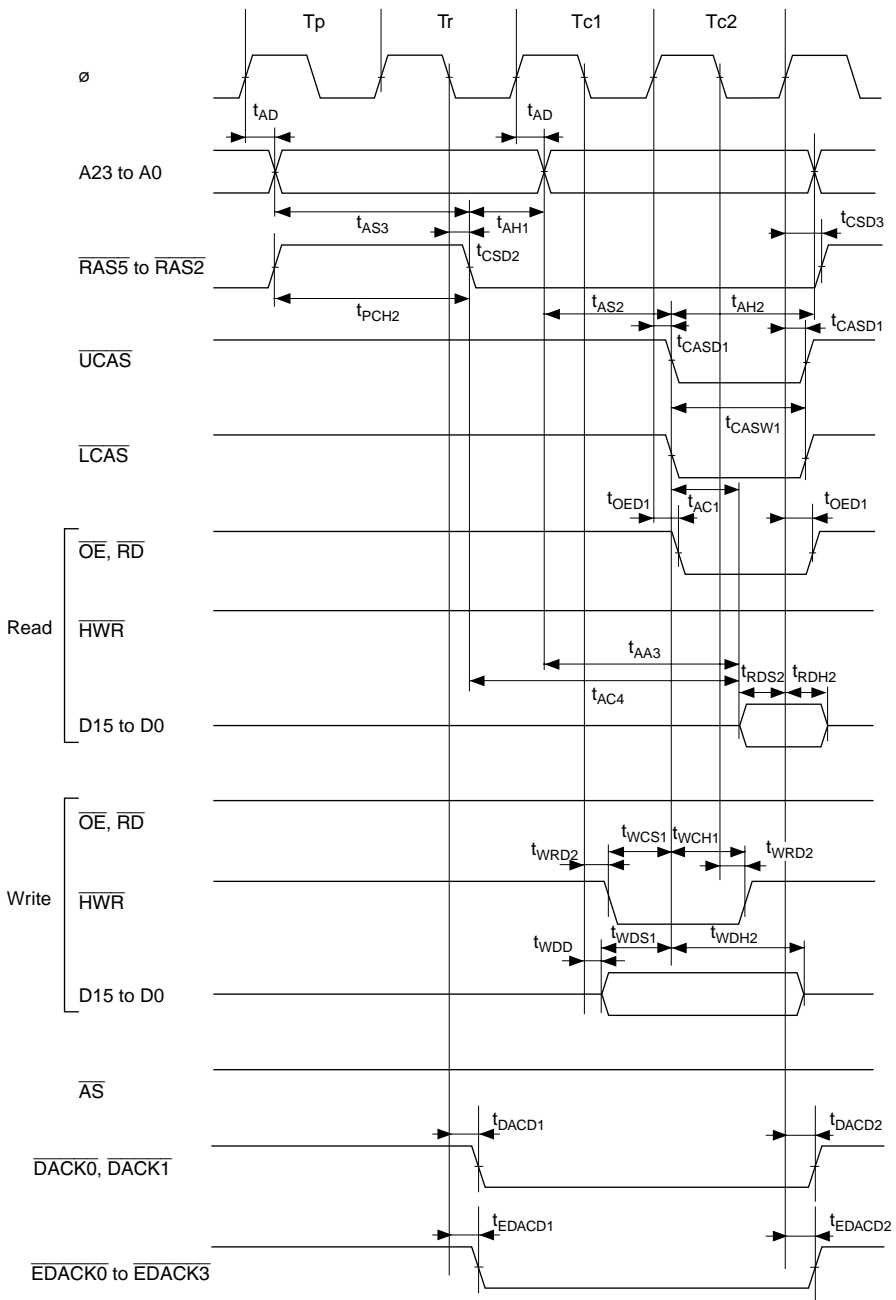 Tp Tr Tc1 Tc2
ø
tAD tAD
A23 to A0
tAS3 tAH1 tCSD3
tCSD2
RAS5 to RAS2
tPCH2 tAS2 tAH2
tCASD1 tCASD1
UCAS
tCASW1
LCAS
tOED1 tAC1 tOED1
OE, RD
Read
HWR
tAA3
tRDS2 tRDH2
tAC4
D15 to D0
OE, RD
tWCS1 tWCH1
tWRD2 tWRD2
Write
HWR
tWDD tWDS1 tWDH2
D15 to D0
AS
tDACD1 tDACD2
DACK0, DACK1
tEDACD1 tEDACD2
EDACK0 to EDACK3